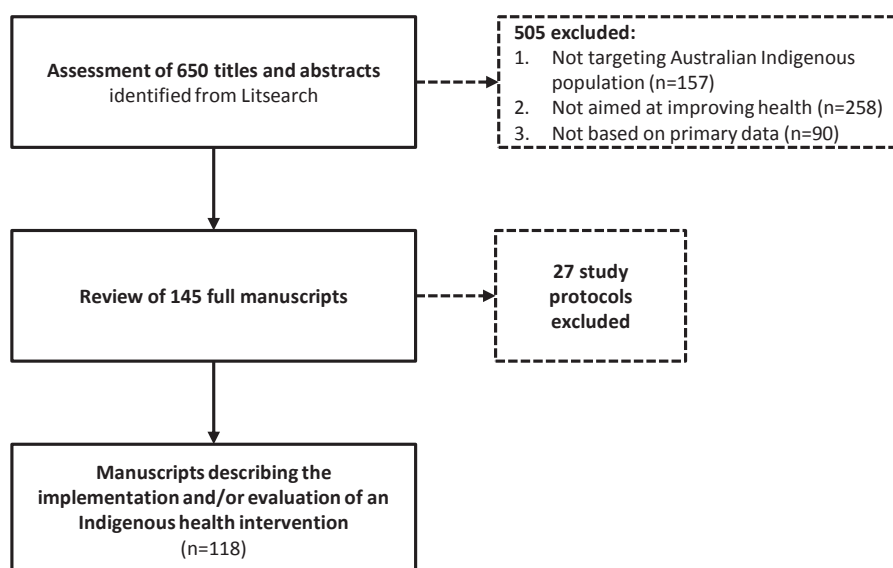 Assessment of 650 titles and abstracts
identified from Litsearch
505 excluded:
1. Not targeting Australian Indigenous
population (n=157)
2. Not aimed at improving health (n=258)
3. Not based on primary data (n=90)
Review of 145 full manuscripts
27 study
protocols
excluded
Manuscripts describing the
implementation and/or evaluation of an
Indigenous health intervention
(n=118)